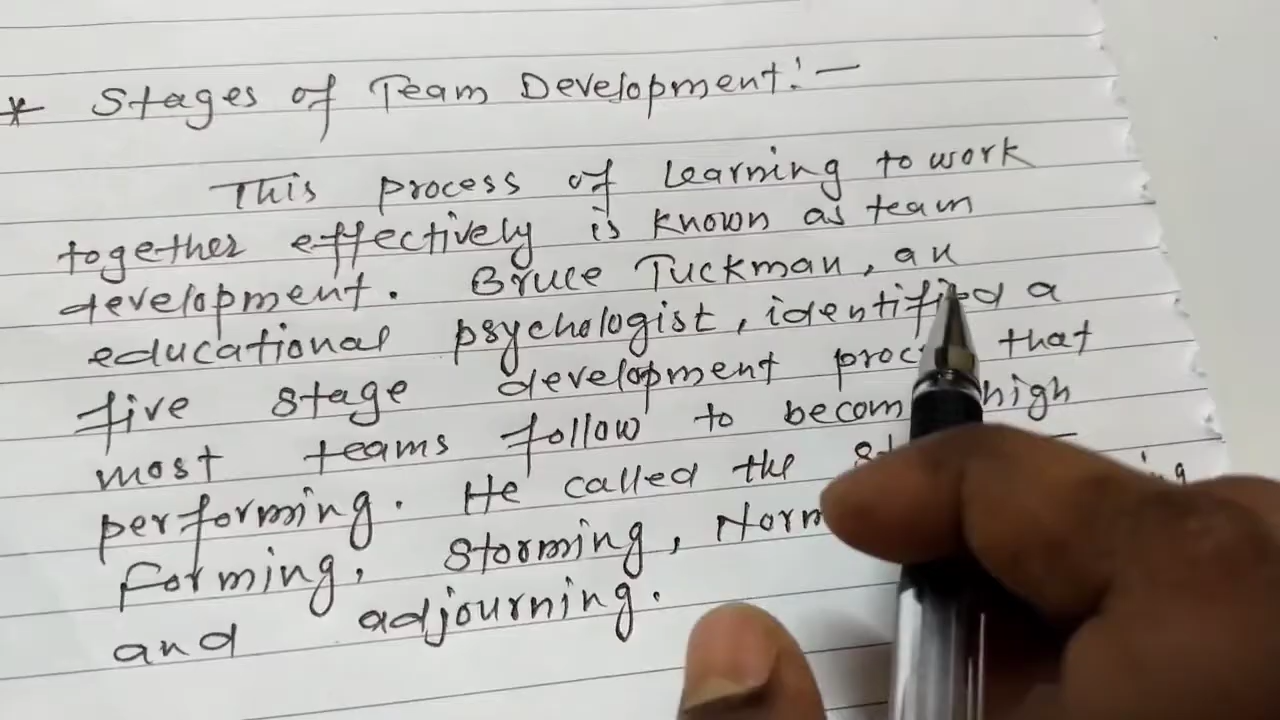 * Stages of Team Development:-
This process of learning to work
together effectively is known as team
development. Bruce Tuckman, an
educational psychologist, identified a
five stage development that
most teams follow to high
performing. He called the
Forming, Storming,
and adjourning.